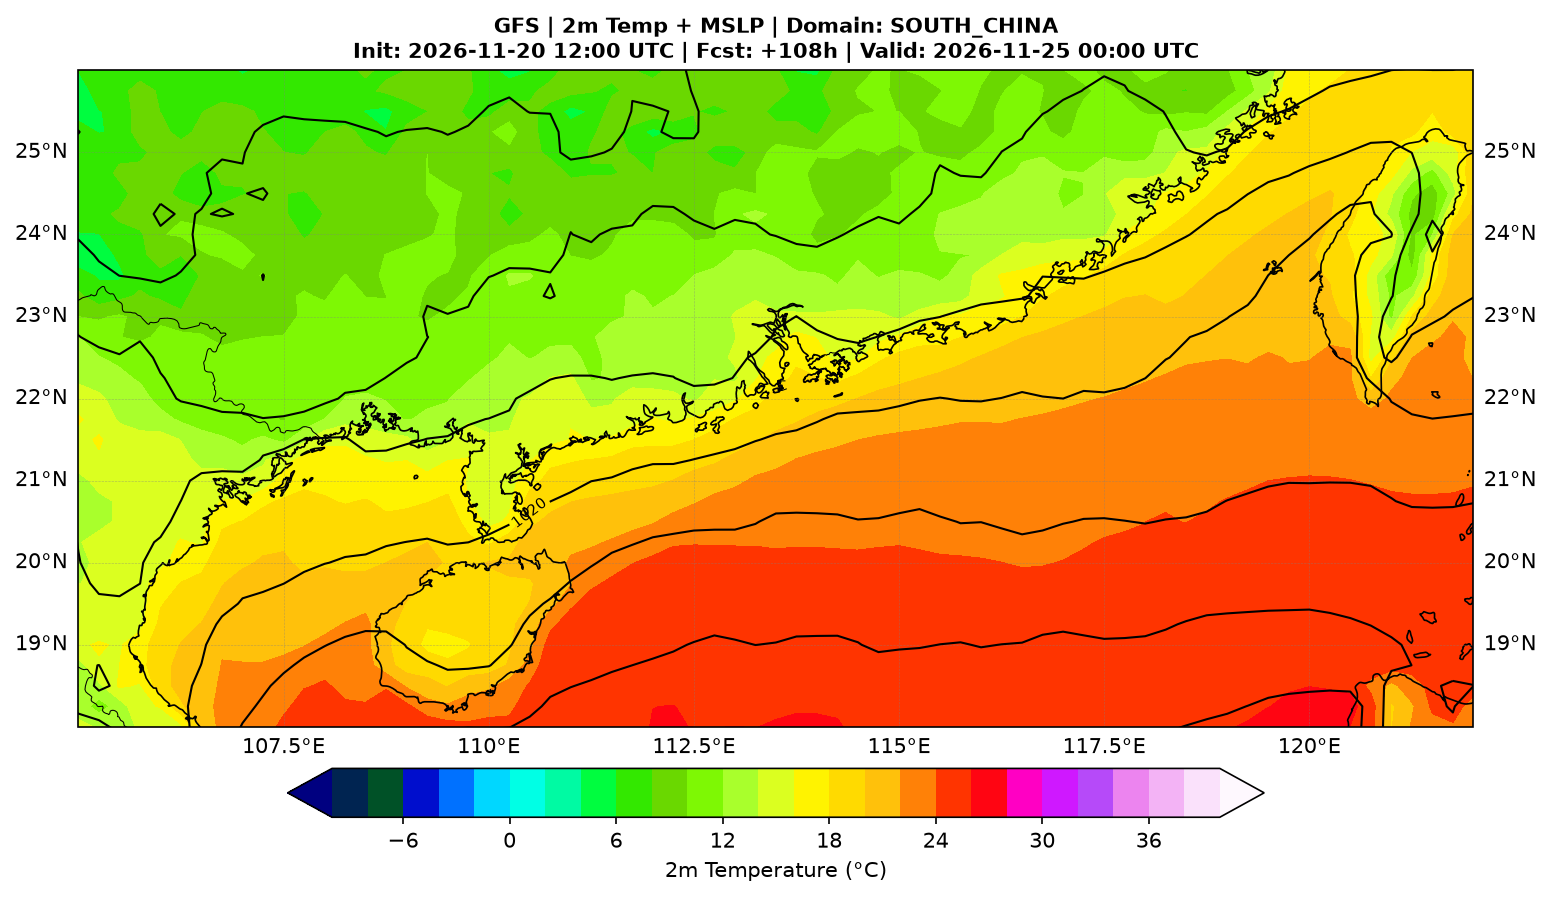 GFS | 2m Temp + MSLP | Domain: SOUTH_CHINA
Init: 2026-11-20 12:00 UTC | Fcst: +108h | Valid: 2026-11-25 00:00 UTC
25°N 25°N
24°N 24°N
23°N 23°N
22°N 22°N
21°N 21°N
1020
20°N 20°N
19°N 19°N
107.5°E 110°E 112.5°E 115°E 117.5°E 120°E
−6 0 6 12 18 24 30 36
2m Temperature (°C)